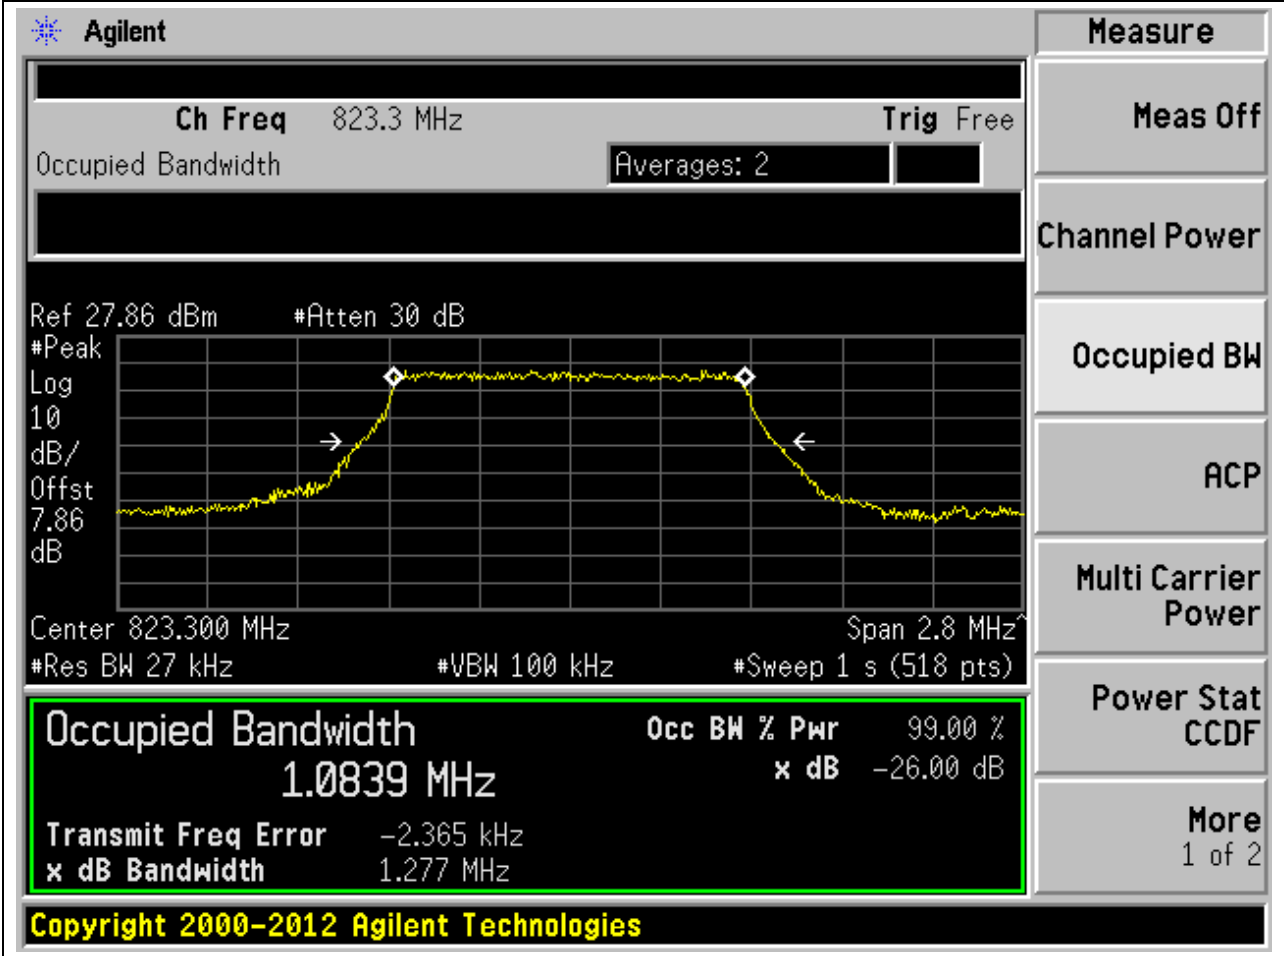 Agilent
Measure
Ch Freq 823.3 MHz Trig Free
Occupied Bandwidth Averages: 2
Meas Off
Channel Power
Occupied BW
ACP
Multi Carrier
Power
Power Stat
CCDF
More
1 of 2
Ref 27.86 dBm #Atten 30 dB
#Peak
Log
10
dB/
Offst
7.86
dB
Center 823.300 MHz Span 2.8 MHz^
#Res BW 27 kHz #VBW 100 kHz #Sweep 1 s (518 pts)
Occupied Bandwidth Occ BW % Pwr 99.00 %
1.0839 MHz x dB -26.00 dB
Transmit Freq Error -2.365 kHz
x dB Bandwidth 1.277 MHz
Copyright 2000-2012 Agilent Technologies